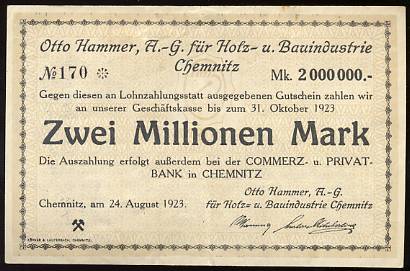 Otto Hammer, A.-G. für Holz- u. Bauindustrie
Chemnitz
№ 170 * Mk. 2000000.-
Gegen diesen an Lohnzahlungsstatt ausgegebenen Gutschein zahlen wir
an unserer Geschäftskasse bis zum 31. Oktober 1923
Zwei Millionen Mark
Die Auszahlung erfolgt außerdem bei der COMMERZ- u. PRIVAT-
BANK in CHEMNITZ
Otto Hammer, A.-G.
Chemnitz, am 24. August 1923. für Holz- u. Bauindustrie Chemnitz